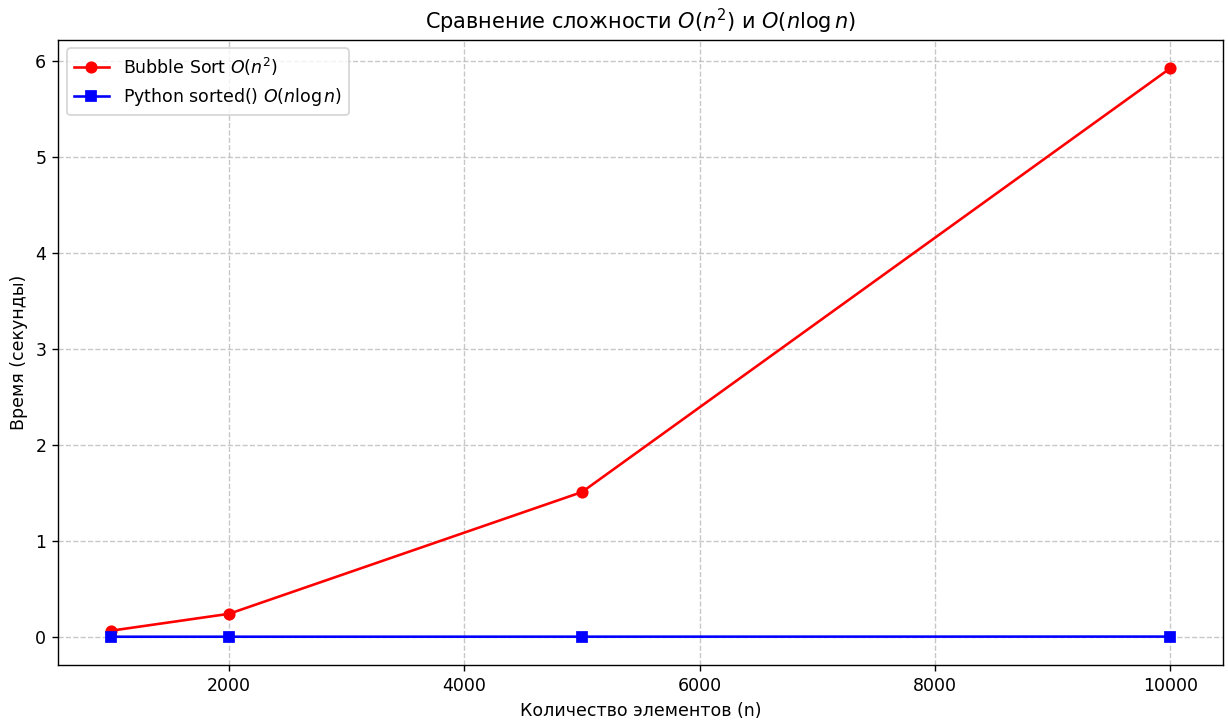 Сравнение сложности O(n²) и O(n log n)
Bubble Sort O(n²)
Python sorted() O(n log n)
Время (секунды)
6
5
4
3
2
1
0
2000 4000 6000 8000 10000
Количество элементов (n)